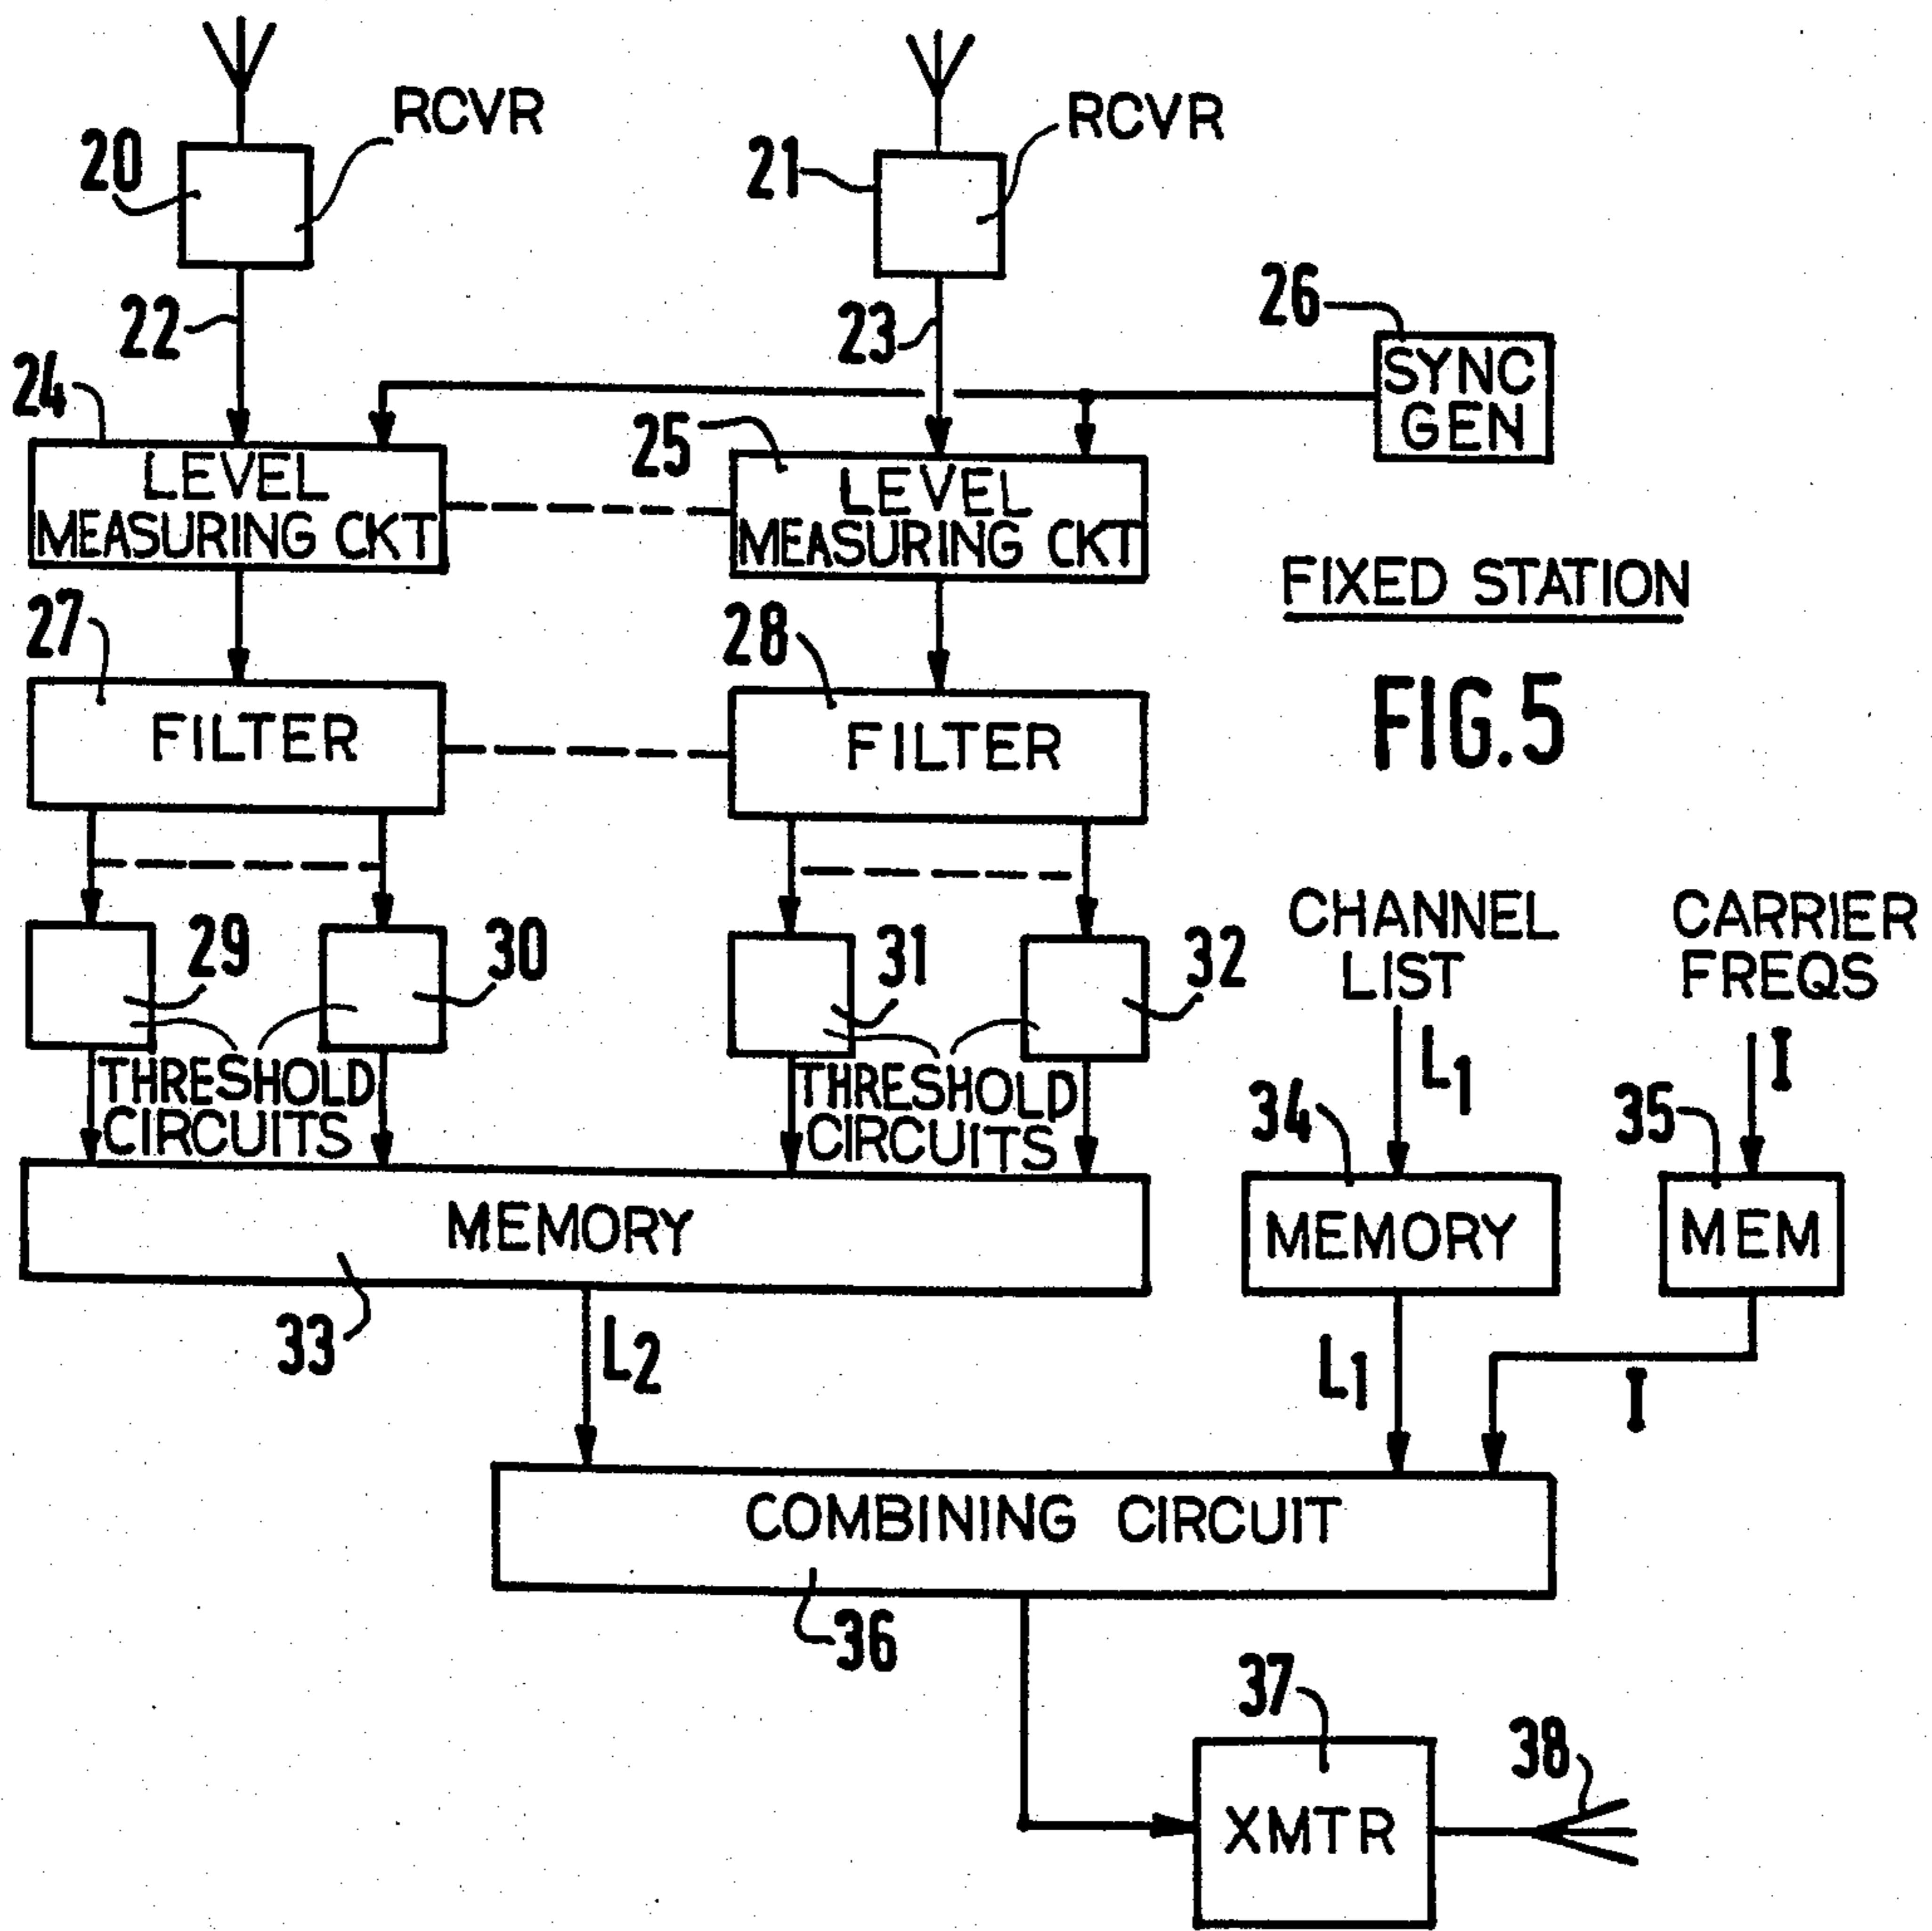 RCVR
RCVR
20
21
22
23
26
SYNC
GEN
24
25
LEVEL
MEASURING CKT
LEVEL
MEASURING CKT
FIXED STATION
27
28
FILTER
FILTER
FIG.5
29
30
31
32
CHANNEL
LIST
CARRIER
FREQS
THRESHOLD
CIRCUITS
THRESHOLD
CIRCUITS
L1
I
34
35
MEMORY
MEMORY
MEM
33
L2
L1
I
COMBINING CIRCUIT
36
37
38
XMTR